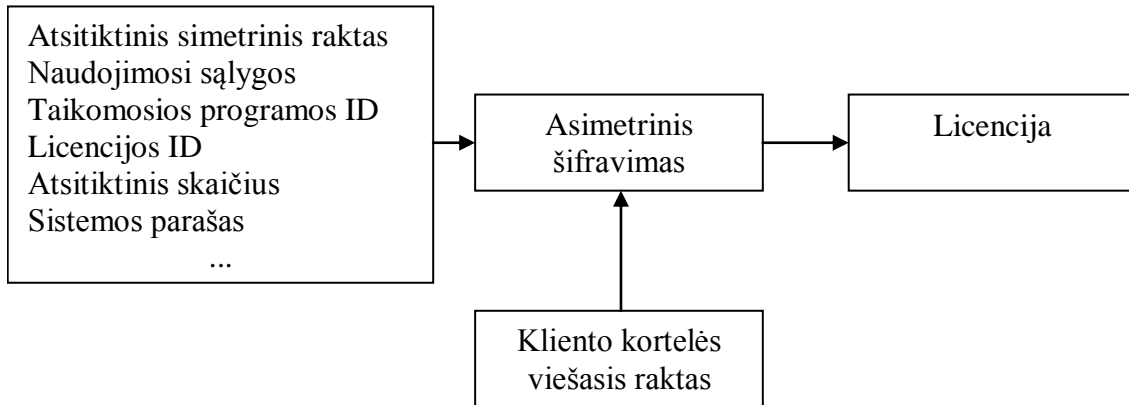 Atsitiktinis simetrinis raktas
Naudojimosi sąlygos
Taikomosios programos ID
Licencijos ID
Atsitiktinis skaičius
Sistemos parašas
...
Asimetrinis
šifravimas
Licencija
Kliento kortelės
viešasis raktas